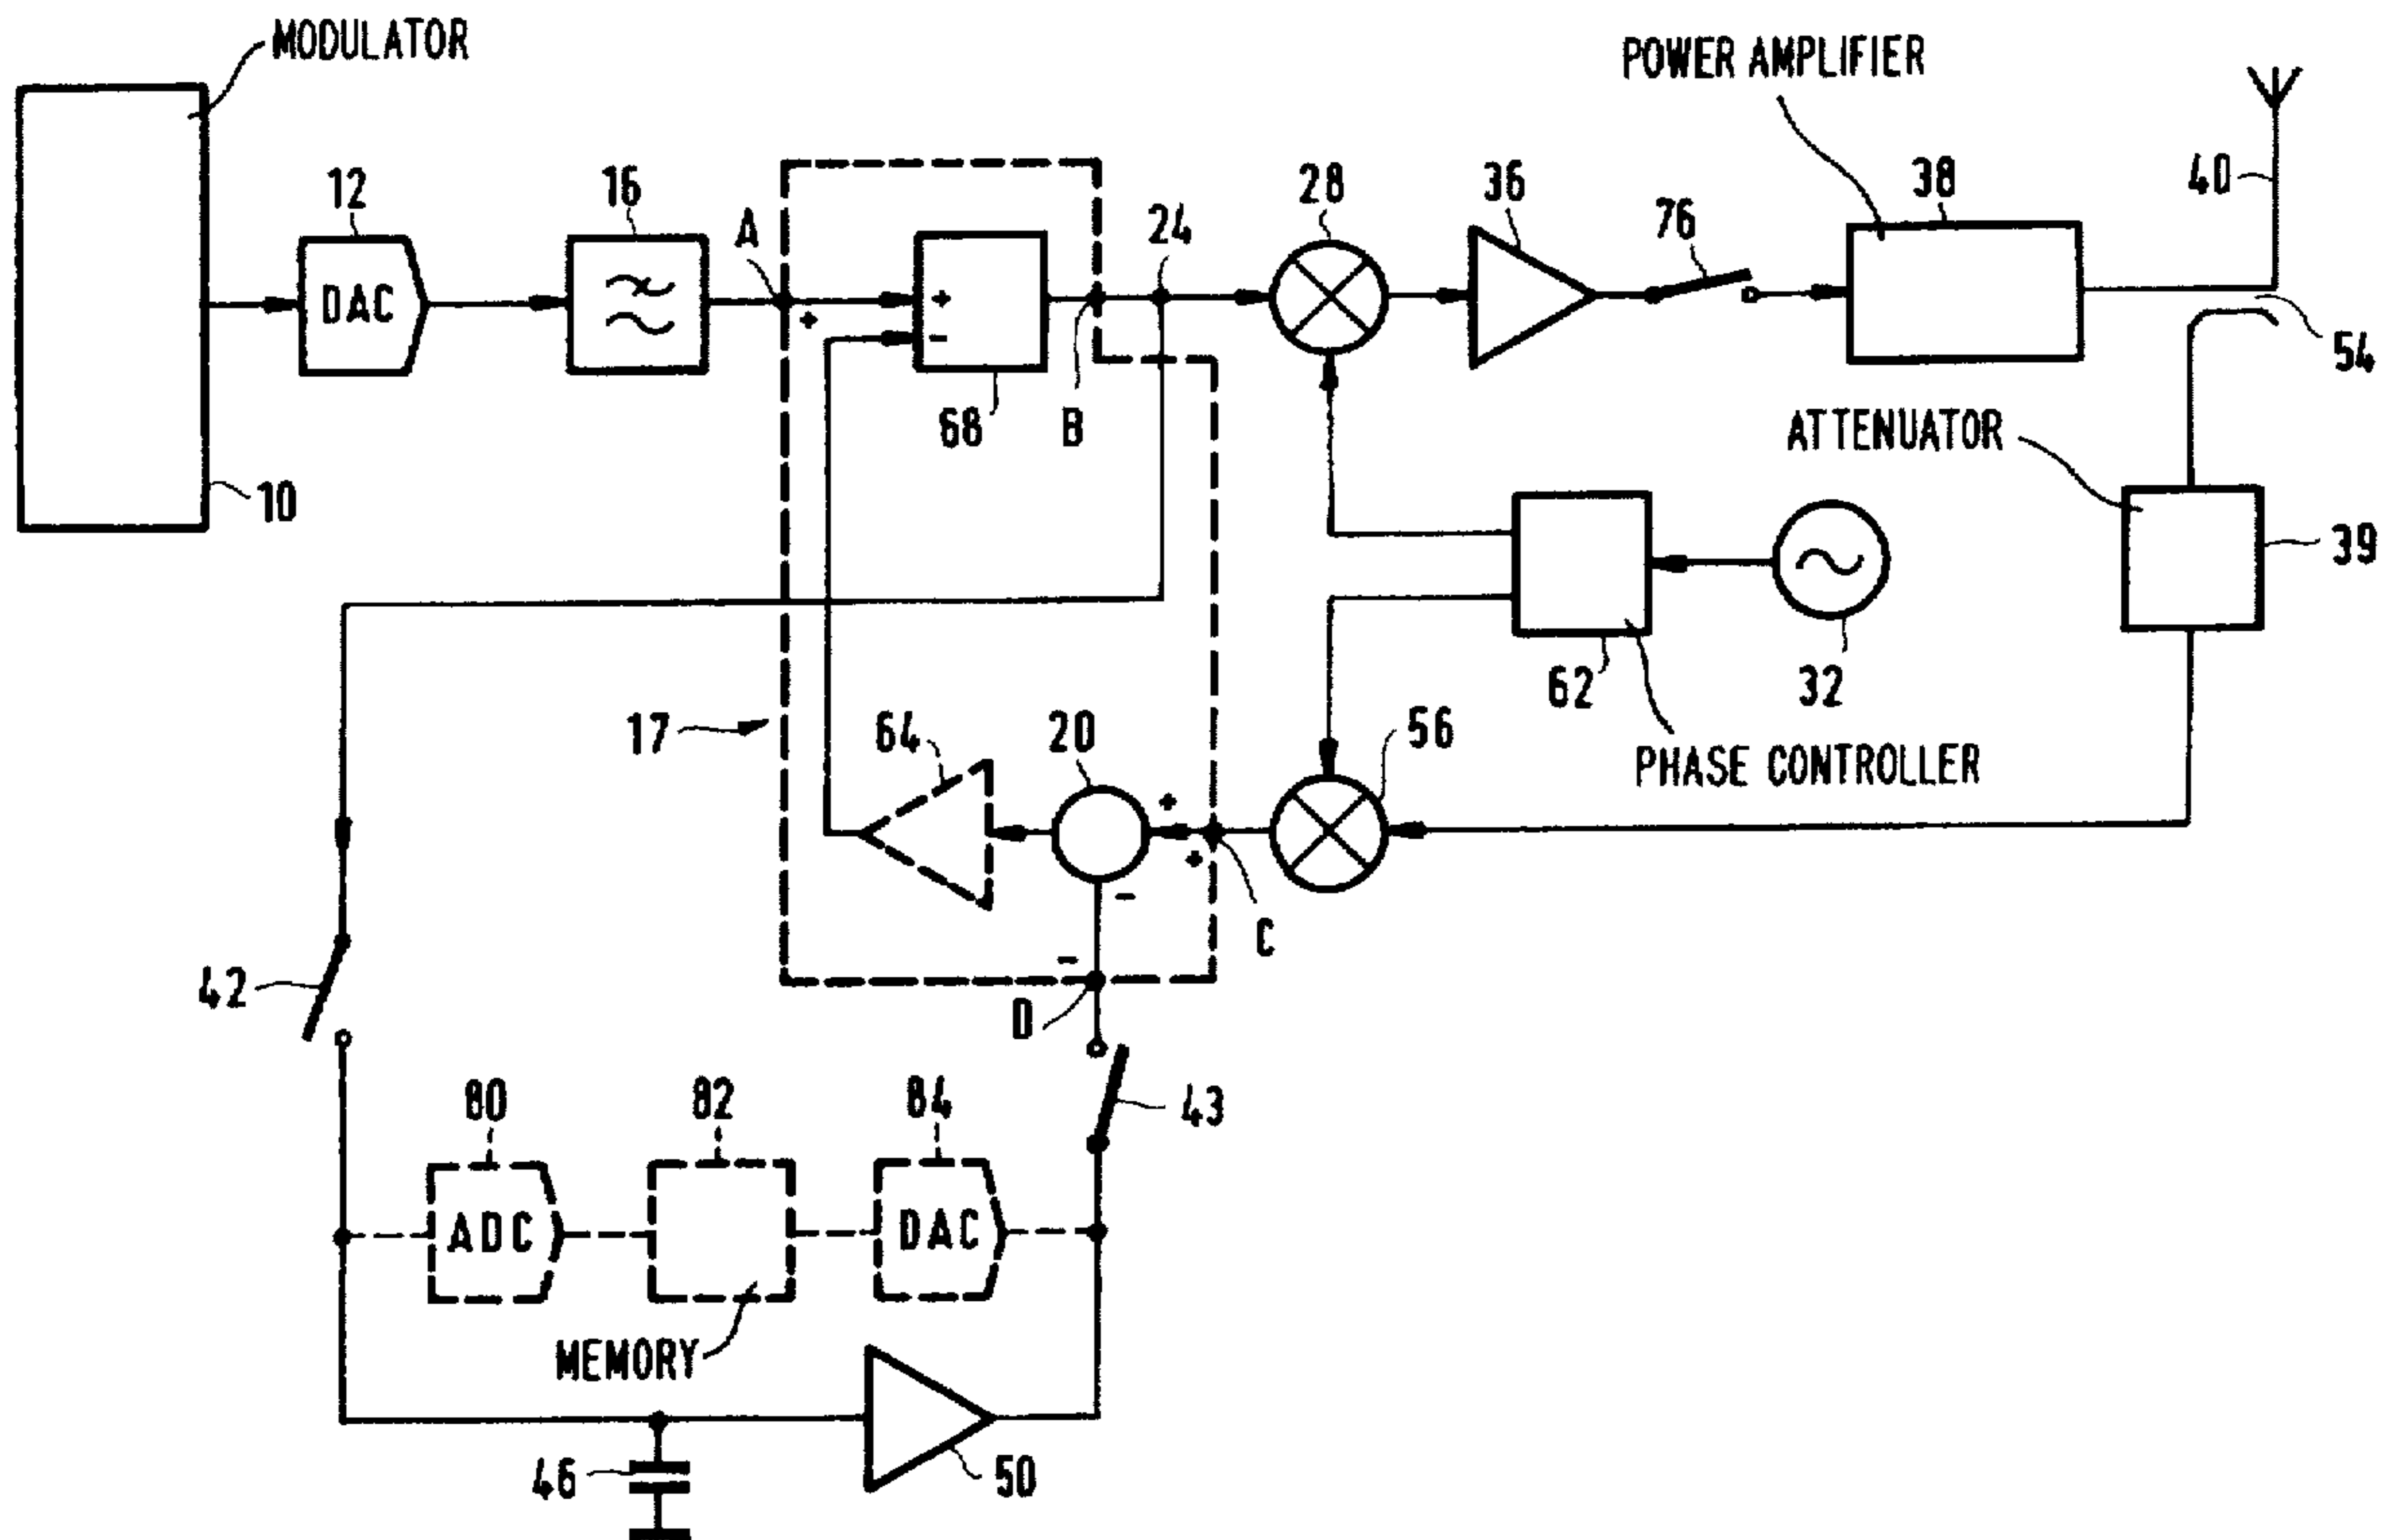 MODULATOR
POWER AMPLIFIER
12
16
A
24
28
36
76
38
40
DAC
+
+
-
54
68
B
ATTENUATOR
10
39
62
32
17
64
20
+
56
PHASE CONTROLLER
+
-
C
42
-
D
80
82
84
43
ADC
DAC
MEMORY
46
50